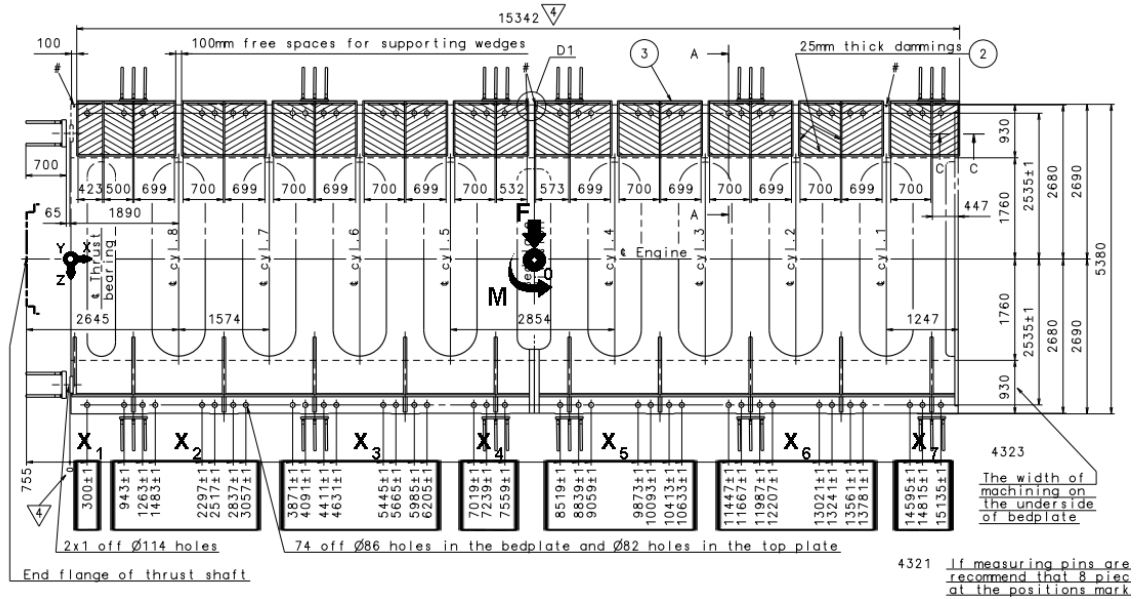 15342 4
100 100mm free spaces for supporting wedges D1 3 A 25mm thick dammings 2
# # #
930
C C
700 423 500 699 700 699 700 699 700 699 532 573 699 700 699 700 699 700 447
65 1890 A
1760 2535±1 2680 2690
F
Y X Z
¢ Thrust bearing
¢ cyl.8
¢ cyl.7
¢ cyl.6
¢ cyl.5
0
¢ cyl.4
¢ Engine
¢ cyl.3
¢ cyl.2
¢ cyl.1
5380
M
2645 1574 2854 1247
1760 2535±1 2680 2690
930
X1 X2 X3 X4 X5 X6 X7
755
0
300±1
943±1
1263±1
1483±1
2297±1
2517±1
2837±1
3057±1
3871±1
4091±1
4411±1
4631±1
5445±1
5665±1
5985±1
6205±1
7019±1
7239±1
7559±1
8519±1
8839±1
9059±1
9873±1
10093±1
10413±1
10633±1
11447±1
11667±1
11987±1
12207±1
13021±1
13241±1
13561±1
13781±1
14595±1
14815±1
15135±1
4
4323
The width of
machining on
the underside
of bedplate
2x1 off Ø114 holes
74 off Ø86 holes in the bedplate and Ø82 holes in the top plate
End flange of thrust shaft
4321 If measuring pins are
recommend that 8 piec
at the positions mark